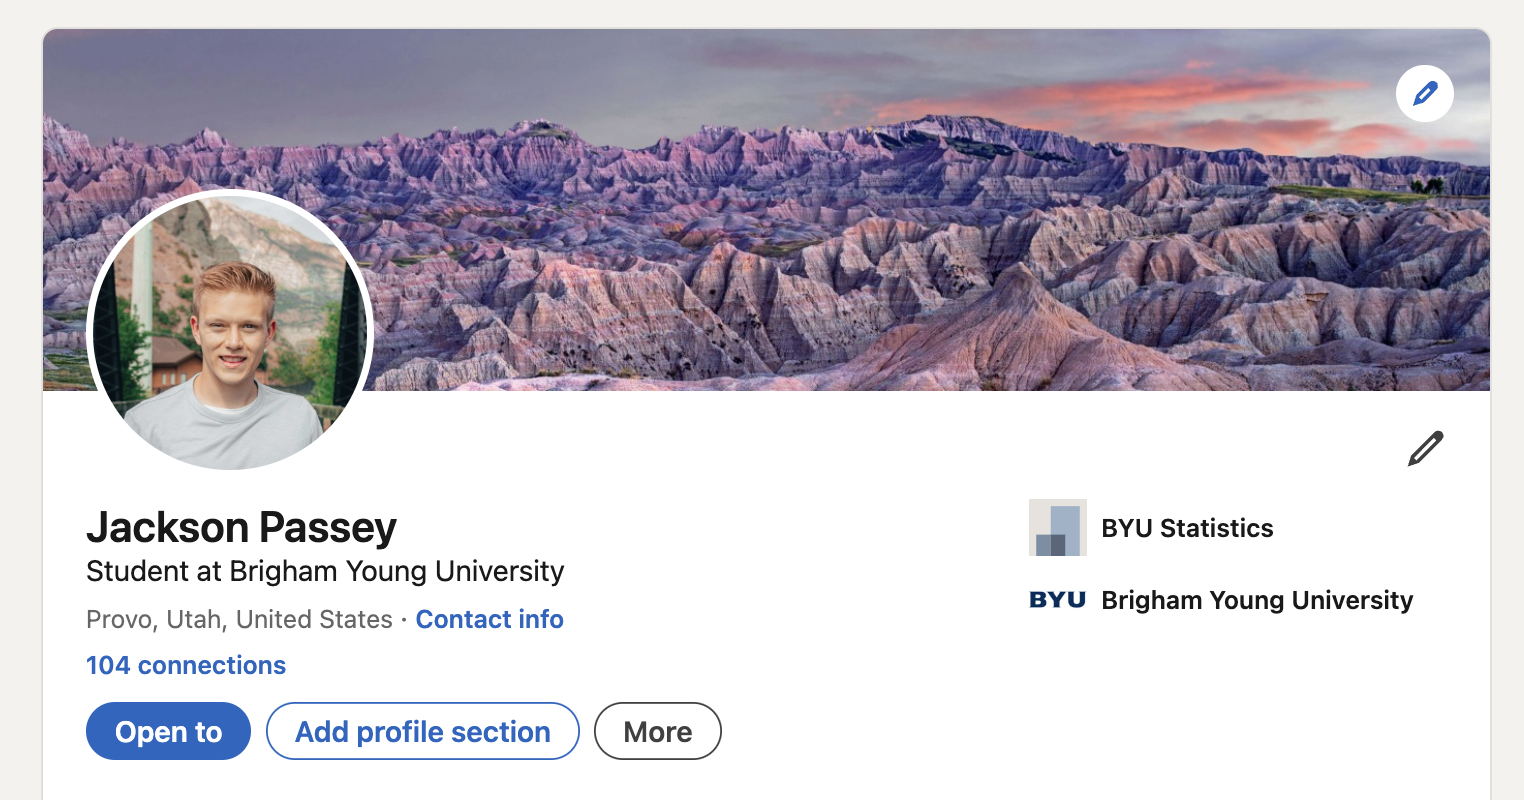 Jackson Passey
Student at Brigham Young University
Provo, Utah, United States · Contact info
104 connections
Open to
Add profile section
More
BYU Statistics
BYU
Brigham Young University